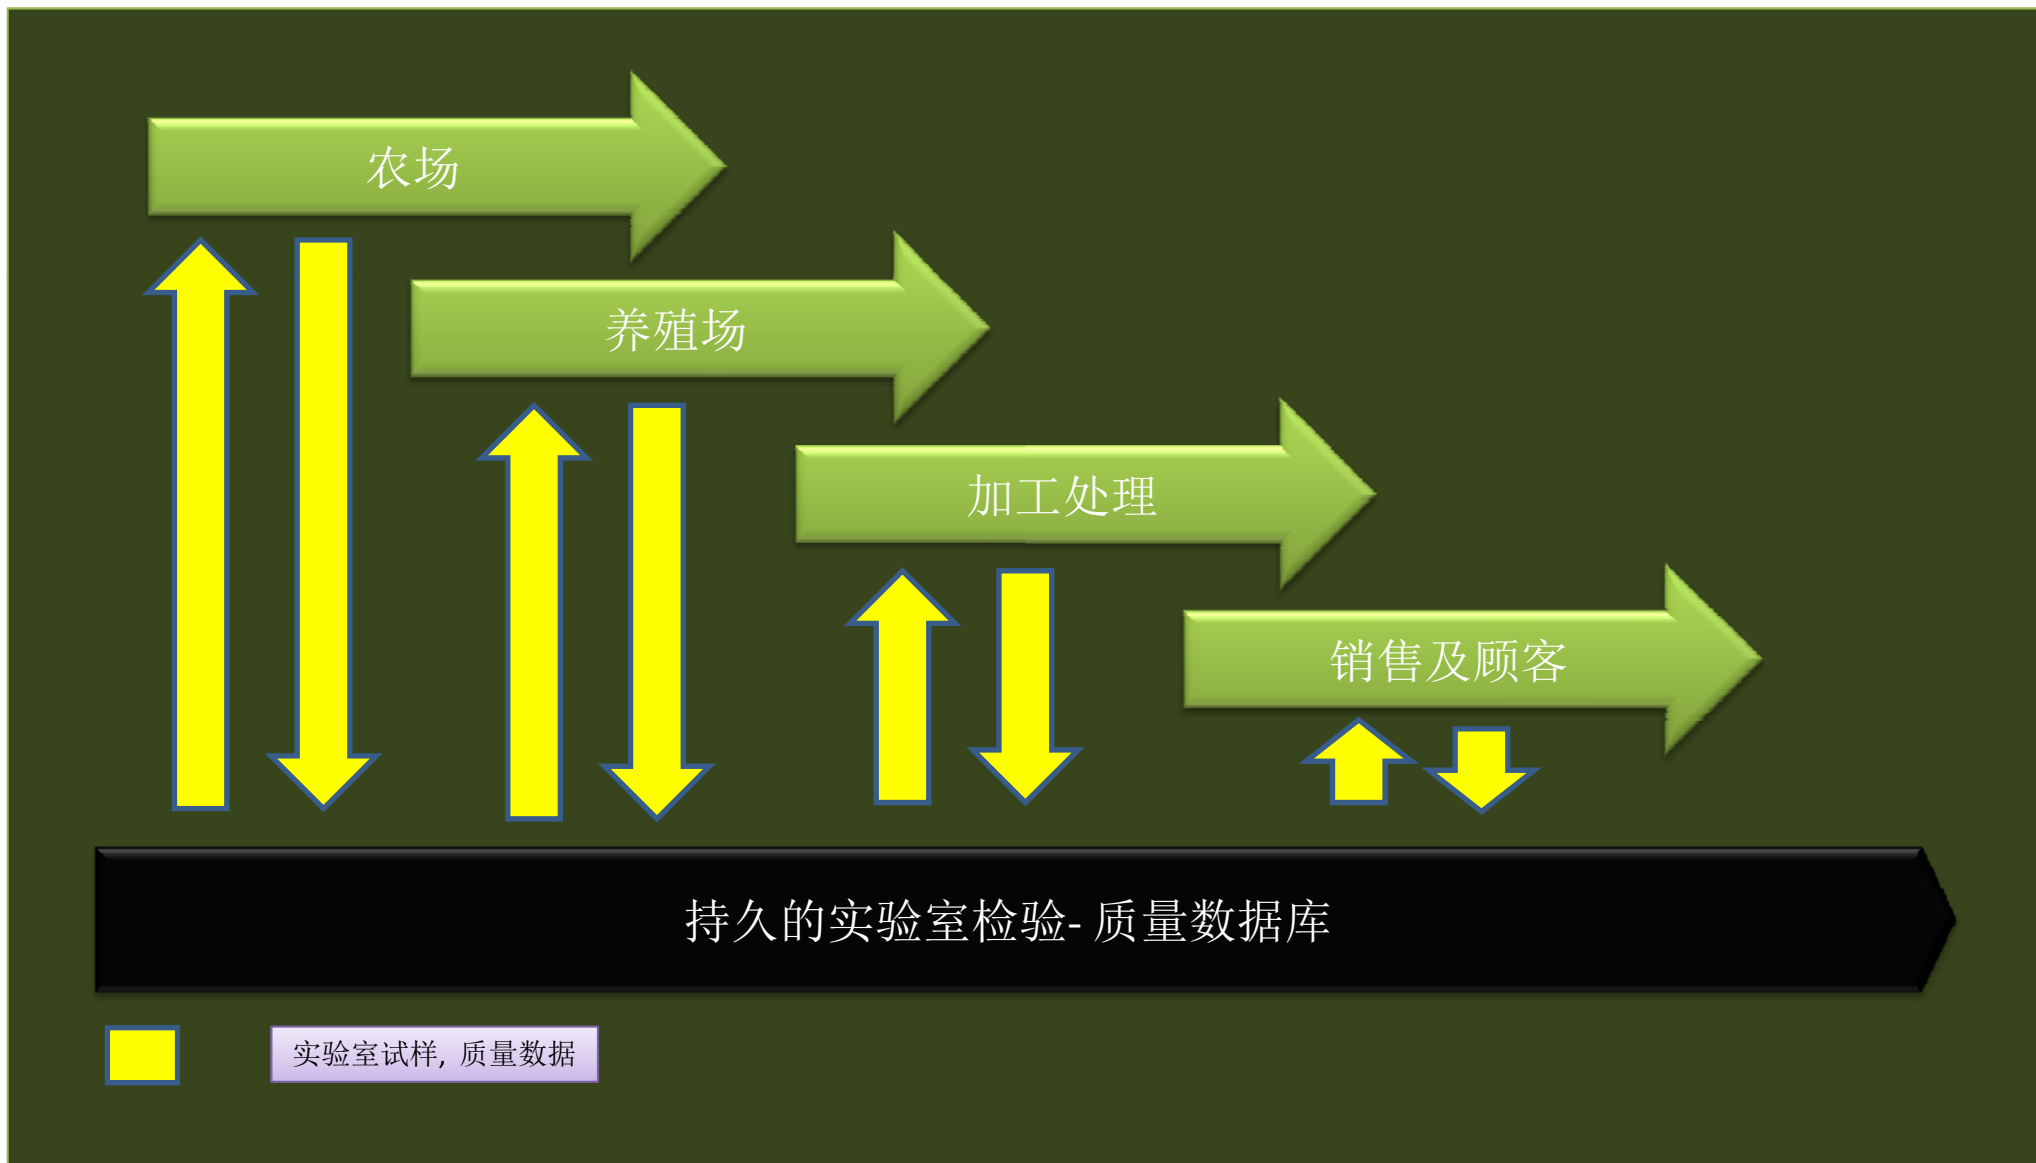 农场
养殖场
加工处理
销售及顾客
持久的实验室检验- 质量数据库
实验室试样, 质量数据